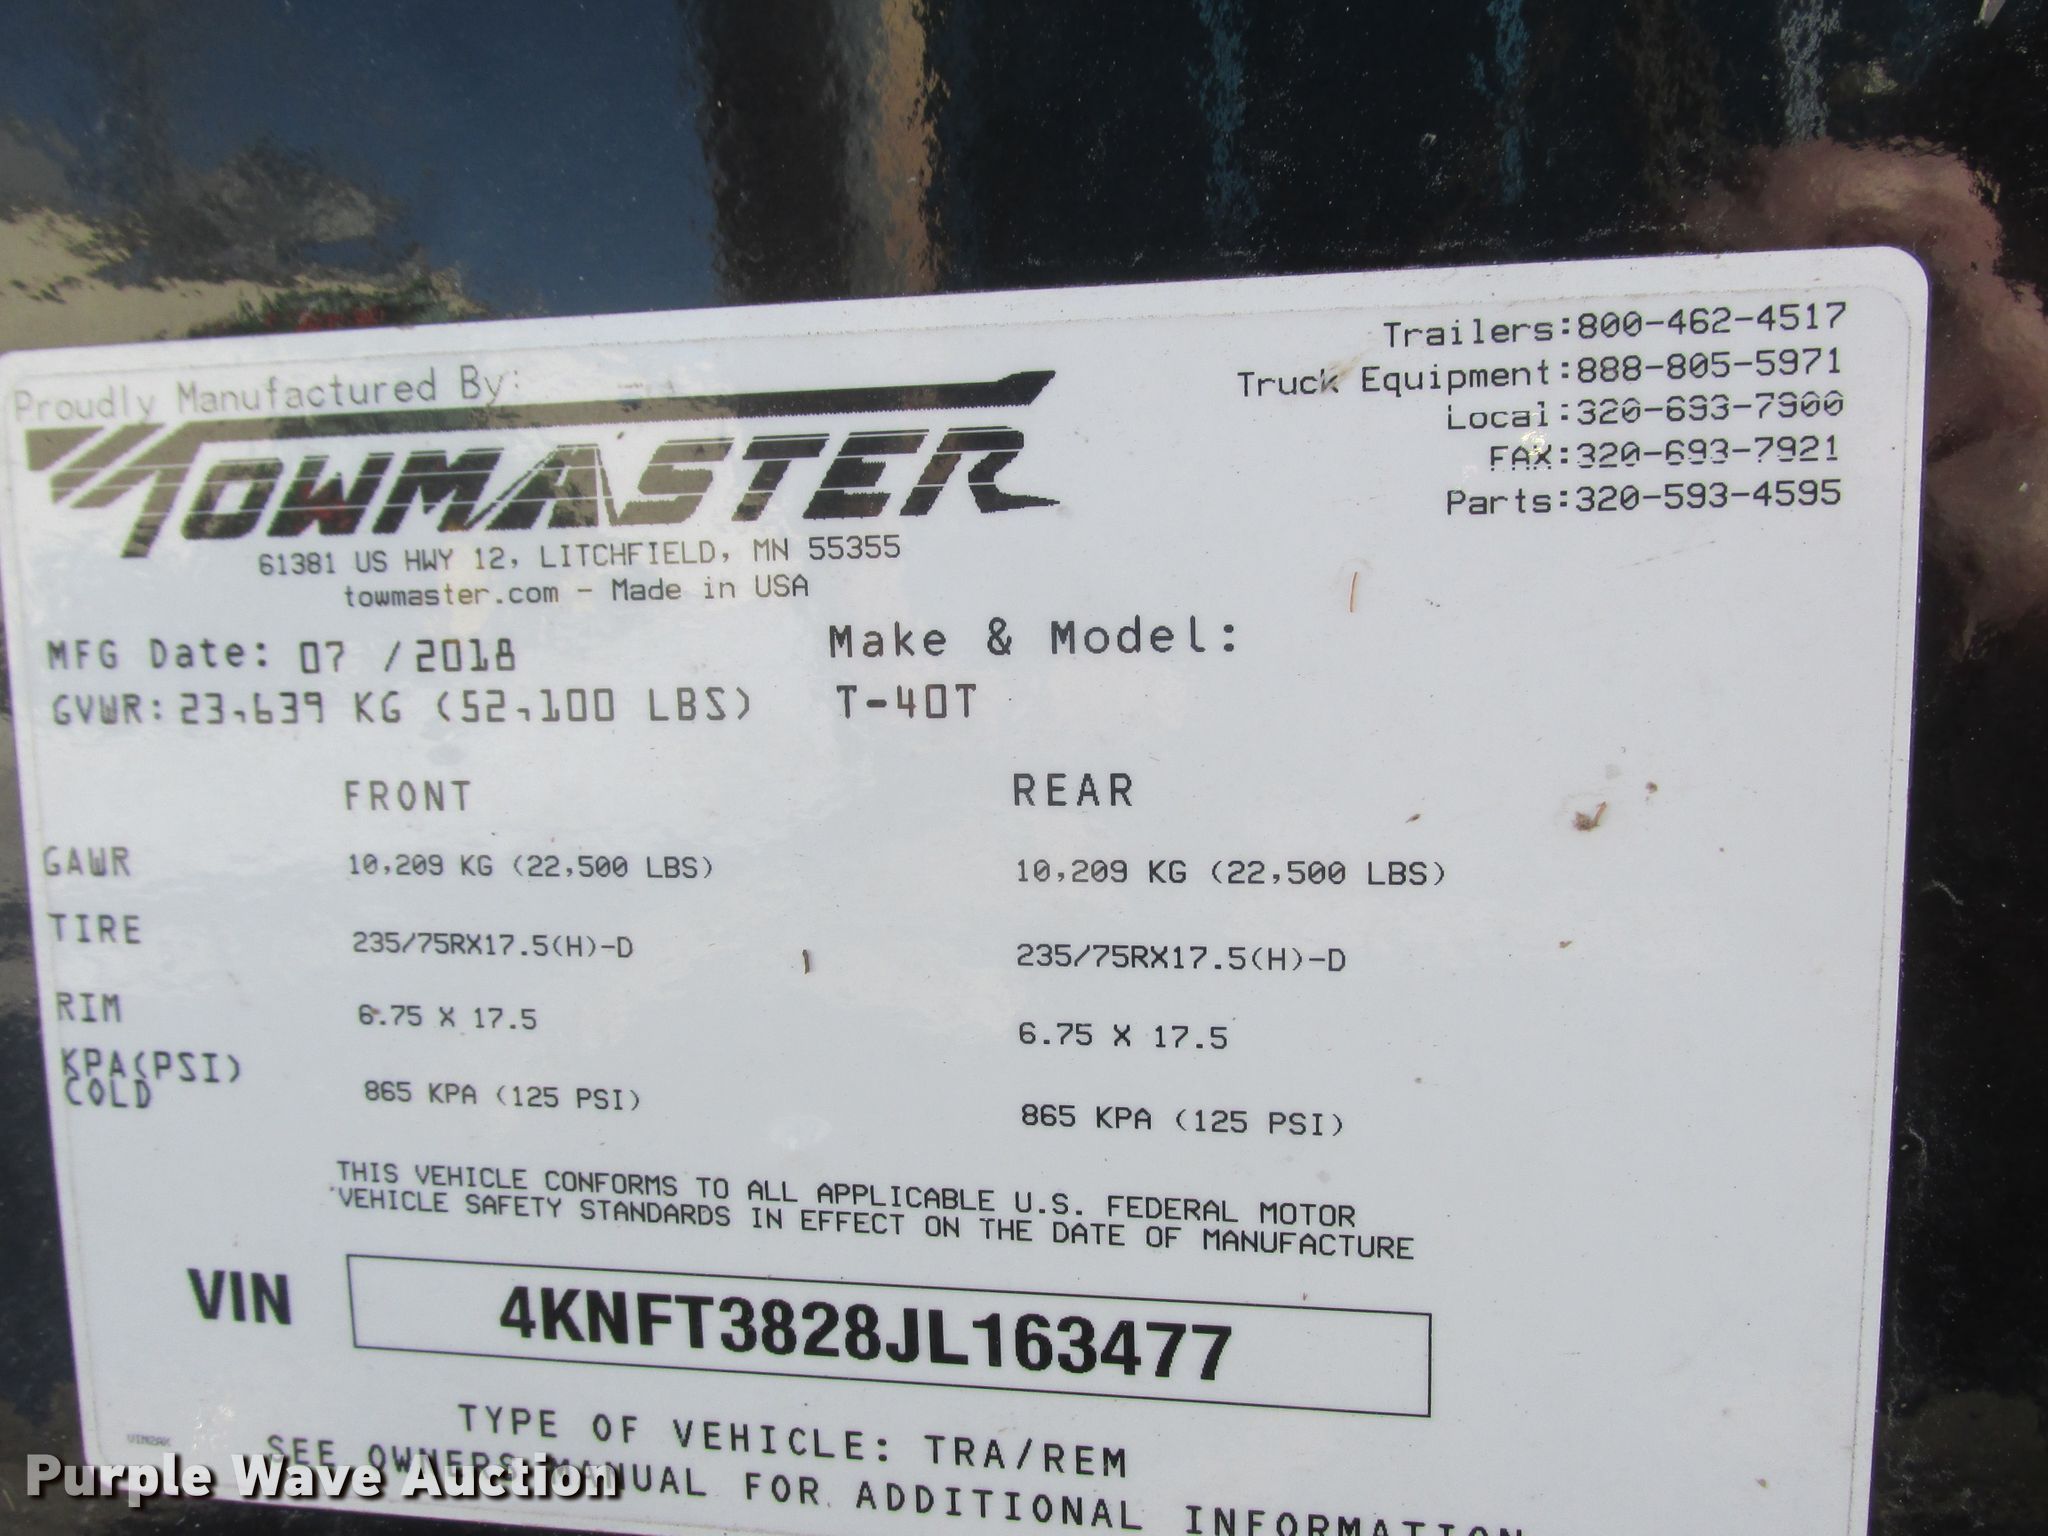 Proudly Manufactured By:
TOWMASTER
61381 US HWY 12, LITCHFIELD, MN 55355
towmaster.com - Made in USA
Trailers:800-462-4517
Truck Equipment:888-805-5971
Local:320-693-7900
FAX:320-693-7921
Parts:320-593-4595
MFG Date: 07 /2018
GVWR: 23,639 KG (52,100 LBS)
Make & Model:
T-40T
FRONT REAR
GAWR 10,209 KG (22,500 LBS) 10,209 KG (22,500 LBS)
TIRE 235/75RX17.5(H)-D 235/75RX17.5(H)-D
RIM 6.75 X 17.5 6.75 X 17.5
KPA(PSI)
COLD 865 KPA (125 PSI) 865 KPA (125 PSI)
THIS VEHICLE CONFORMS TO ALL APPLICABLE U.S. FEDERAL MOTOR
VEHICLE SAFETY STANDARDS IN EFFECT ON THE DATE OF MANUFACTURE
VIN 4KNFT3828JL163477
TYPE OF VEHICLE: TRA/REM
SEE OWNERS MANUAL FOR ADDITIONAL INFORMATION
Purple Wave Auction